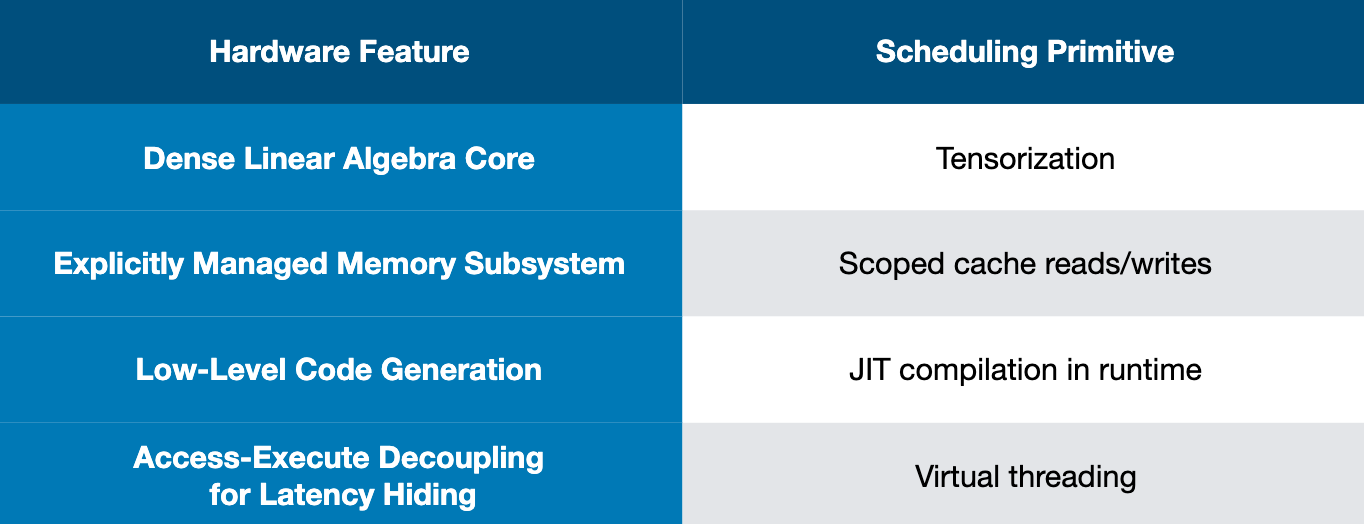 Hardware Feature
Scheduling Primitive
Dense Linear Algebra Core
Tensorization
Explicitly Managed Memory Subsystem
Scoped cache reads/writes
Low-Level Code Generation
JIT compilation in runtime
Access-Execute Decoupling
for Latency Hiding
Virtual threading